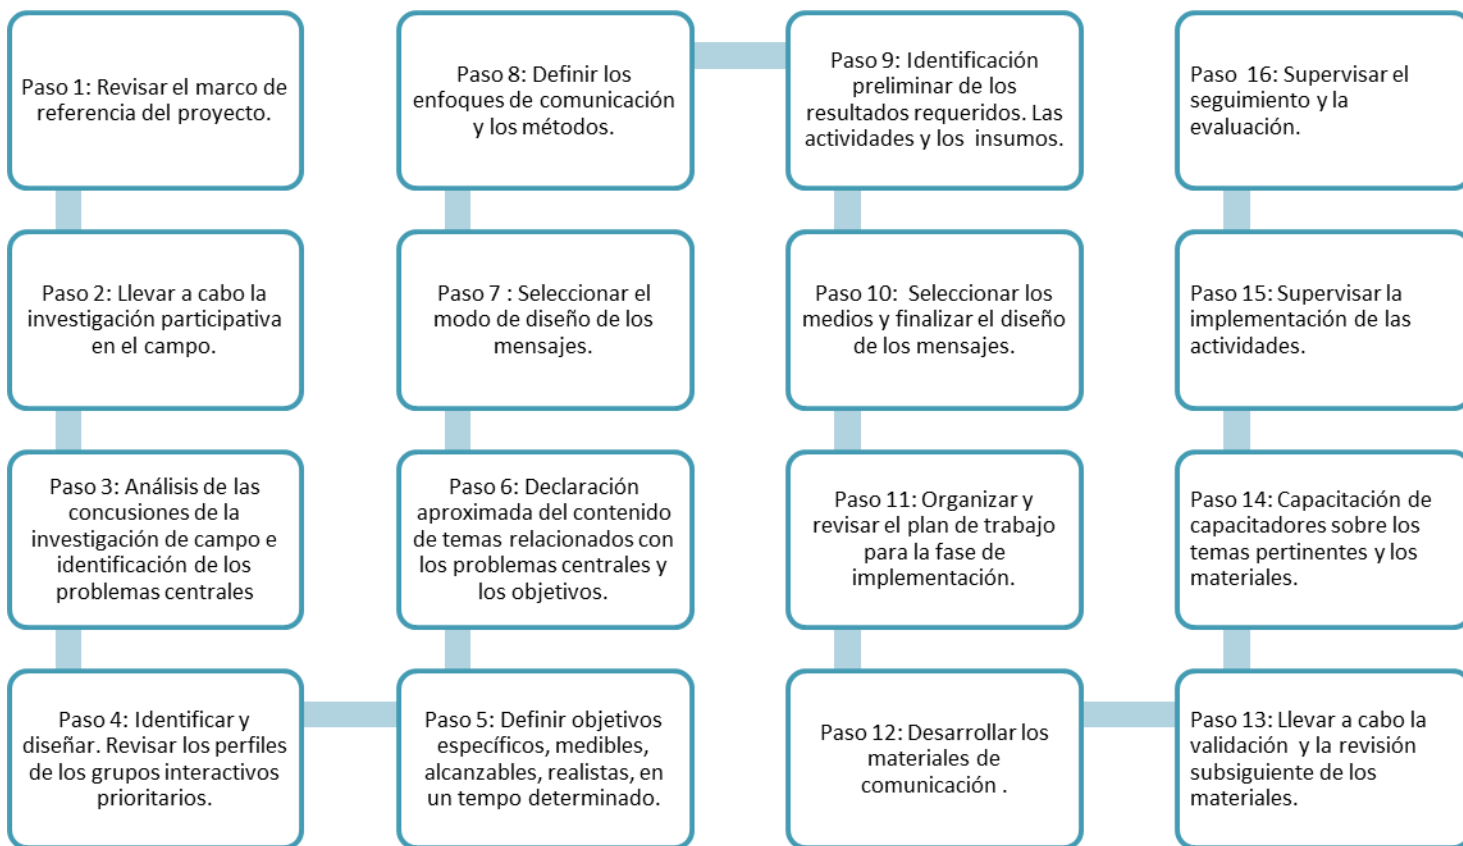 Paso 1: Revisar el marco de
referencia del proyecto.
Paso 2: Llevar a cabo la
investigación participativa
en el campo.
Paso 3: Análisis de las
concusiones de la
investigación de campo e
identificación de los
problemas centrales
Paso 4: Identificar y
diseñar. Revisar los perfiles
de los grupos interactivos
prioritarios.
Paso 5: Definir objetivos
específicos, medibles,
alcanzables, realistas, en
un tempo determinado.
Paso 6: Declaración
aproximada del contenido
de temas relacionados con
los problemas centrales y
los objetivos.
Paso 7 : Seleccionar el
modo de diseño de los
mensajes.
Paso 8: Definir los
enfoques de comunicación
y los métodos.
Paso 9: Identificación
preliminar de los
resultados requeridos. Las
actividades y los insumos.
Paso 10: Seleccionar los
medios y finalizar el diseño
de los mensajes.
Paso 11: Organizar y
revisar el plan de trabajo
para la fase de
implementación.
Paso 12: Desarrollar los
materiales de
comunicación .
Paso 13: Llevar a cabo la
validación y la revisión
subsiguiente de los
materiales.
Paso 14: Capacitación de
capacitadores sobre los
temas pertinentes y los
materiales.
Paso 15: Supervisar la
implementación de las
actividades.
Paso 16: Supervisar el
seguimiento y la
evaluación.